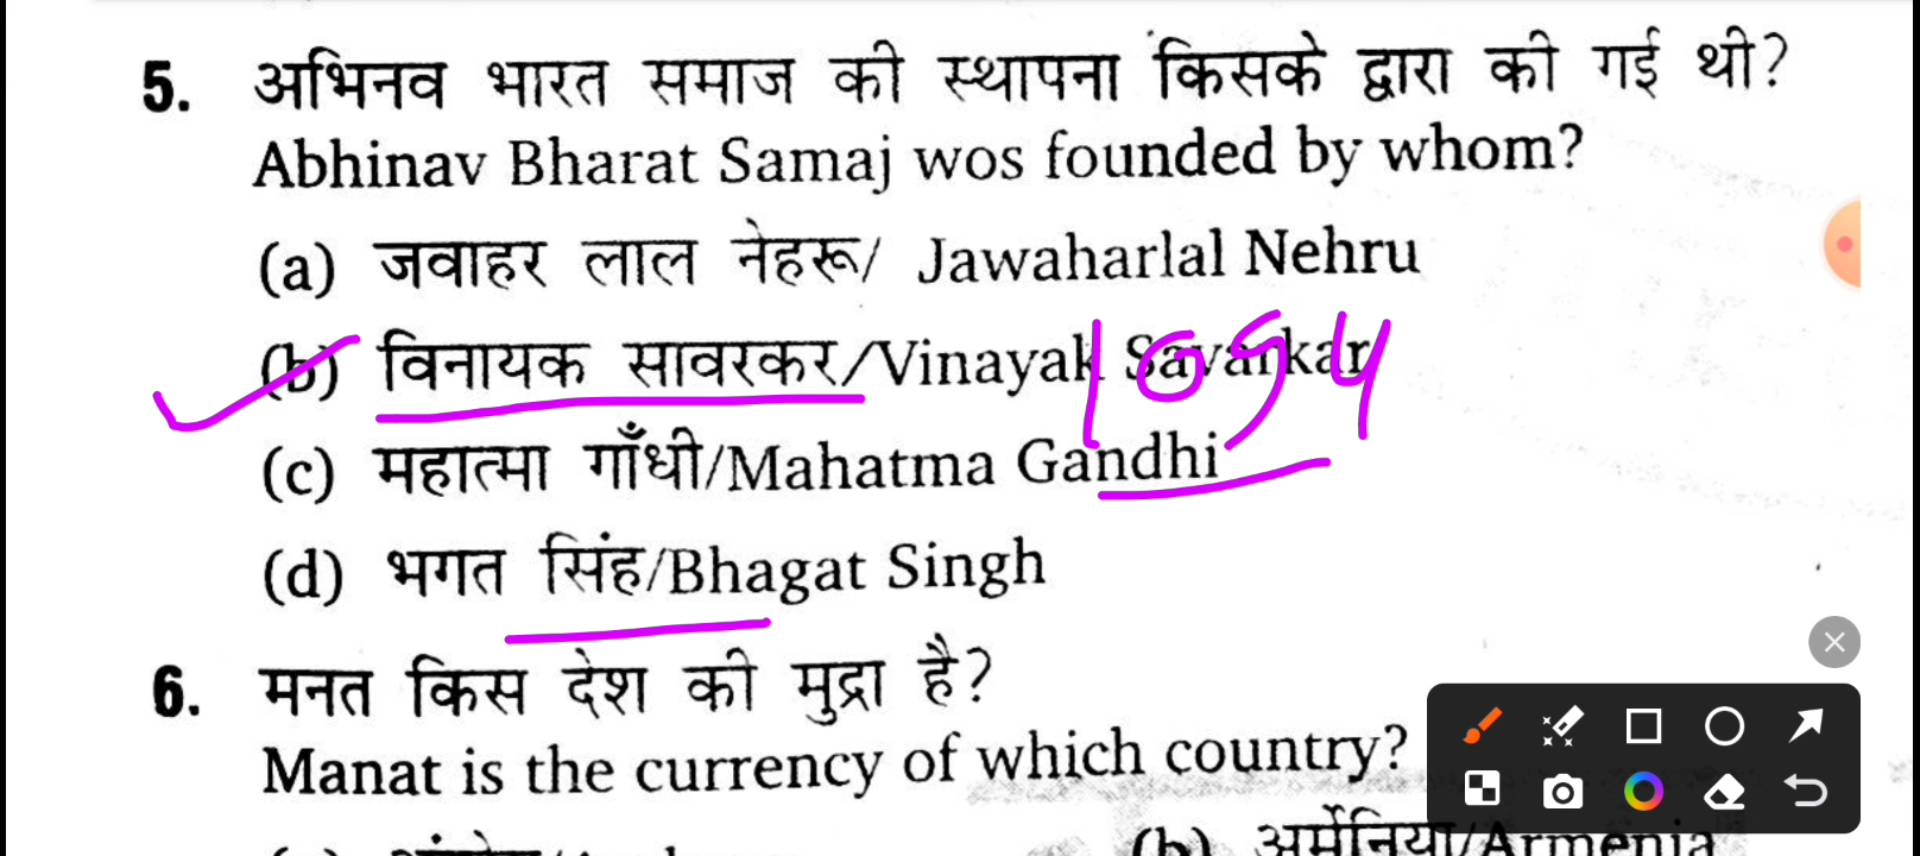 5. अभिनव भारत समाज की स्थापना किसके द्वारा की गई थी?
Abhinav Bharat Samaj wos founded by whom?
(a) जवाहर लाल नेहरू/ Jawaharlal Nehru
(b) विनायक सावरकर/Vinayak Savarkar
(c) महात्मा गाँधी/Mahatma Gandhi
(d) भगत सिंह/Bhagat Singh
6. मनत किस देश की मुद्रा है?
Manat is the currency of which country?
(b) अर्मेनिया/Armenia